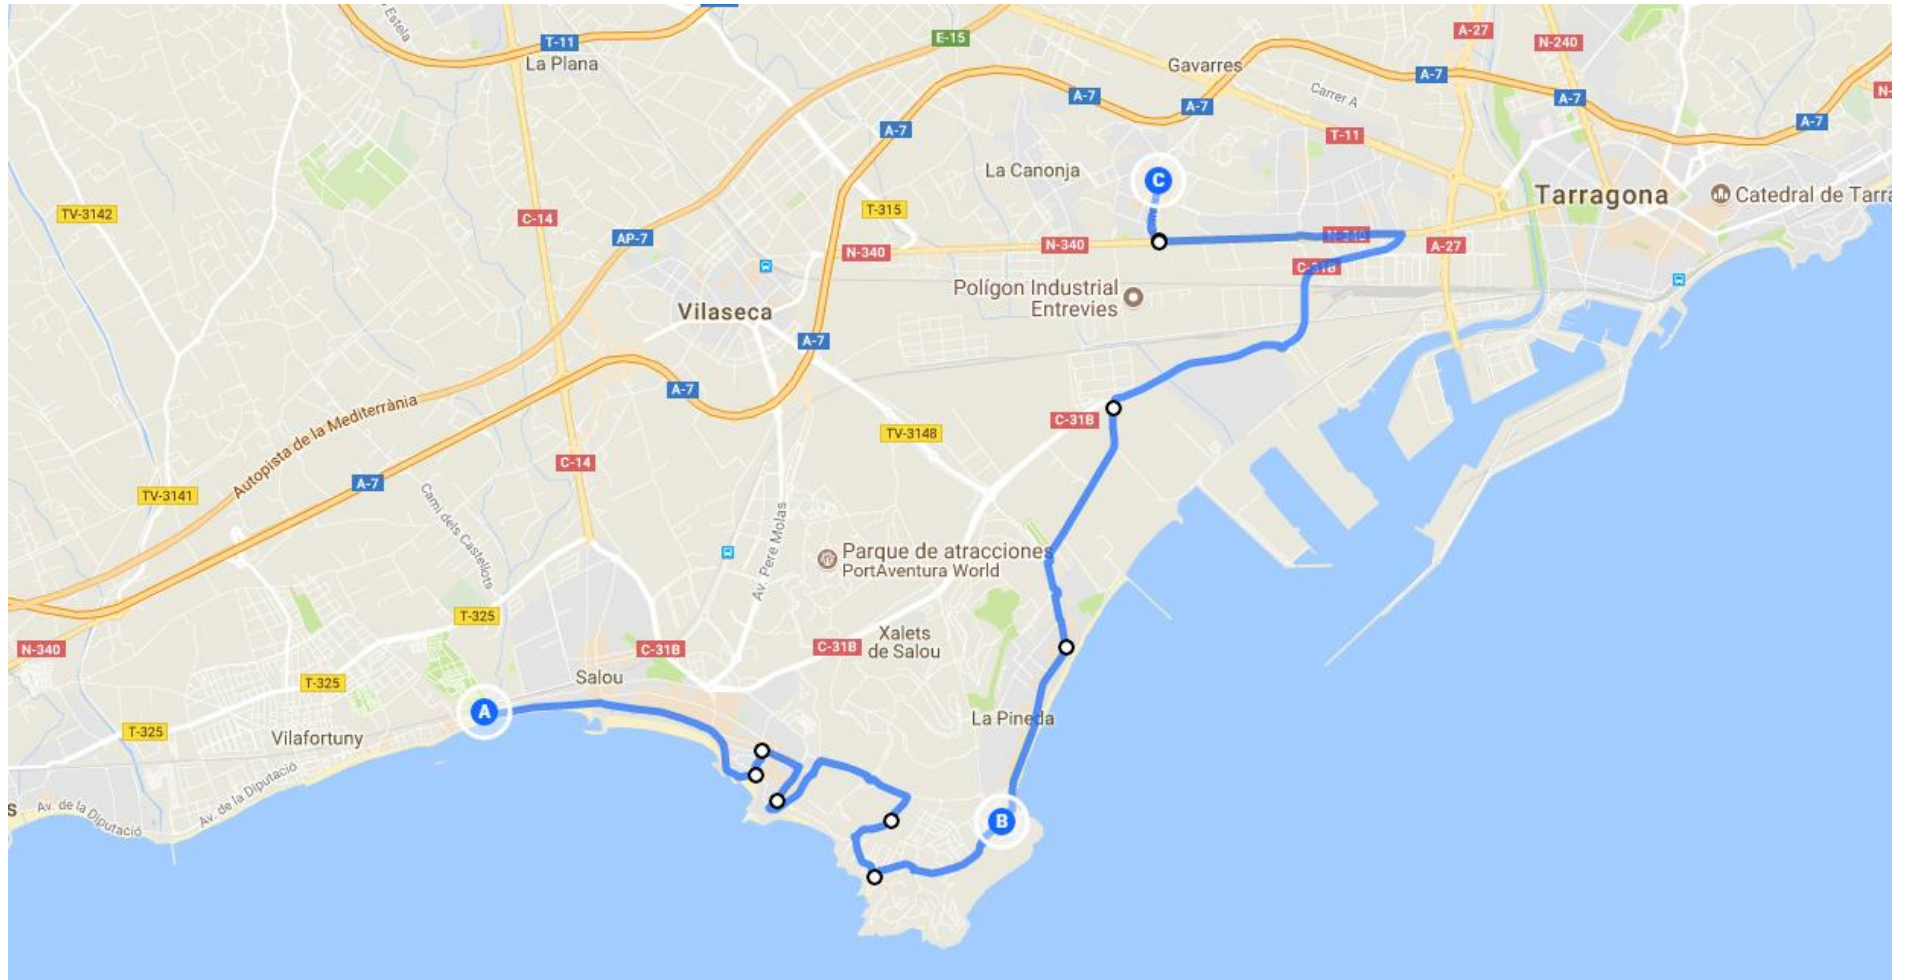 Estela
T-11
La Plana
E-15
A-27
N-240
Gavarres
A-7
A-7
A-7
A-7
A-7
A-7
Carrer A
T-11
N-
La Canonja
C
TV-3142
C-14
AP-7
T-315
N-340
N-340
N-340
A-27
Tarragona
Catedral de Tarra
C-31B
Polígon Industrial
Entrevies
Vilaseca
A-7
A-7
Autopista de la Mediterrània
A-7
C-31B
TV-3148
C-14
TV-3141
Camí dels Castellots
Av. Pere Molas
Parque de atracciones
PortAventura World
T-325
N-340
C-31B
C-31B
Xalets
de Salou
T-325
Salou
A
La Pineda
T-325
Vilafortuny
Av. de la Diputació
s
Av. de la Diputació
B